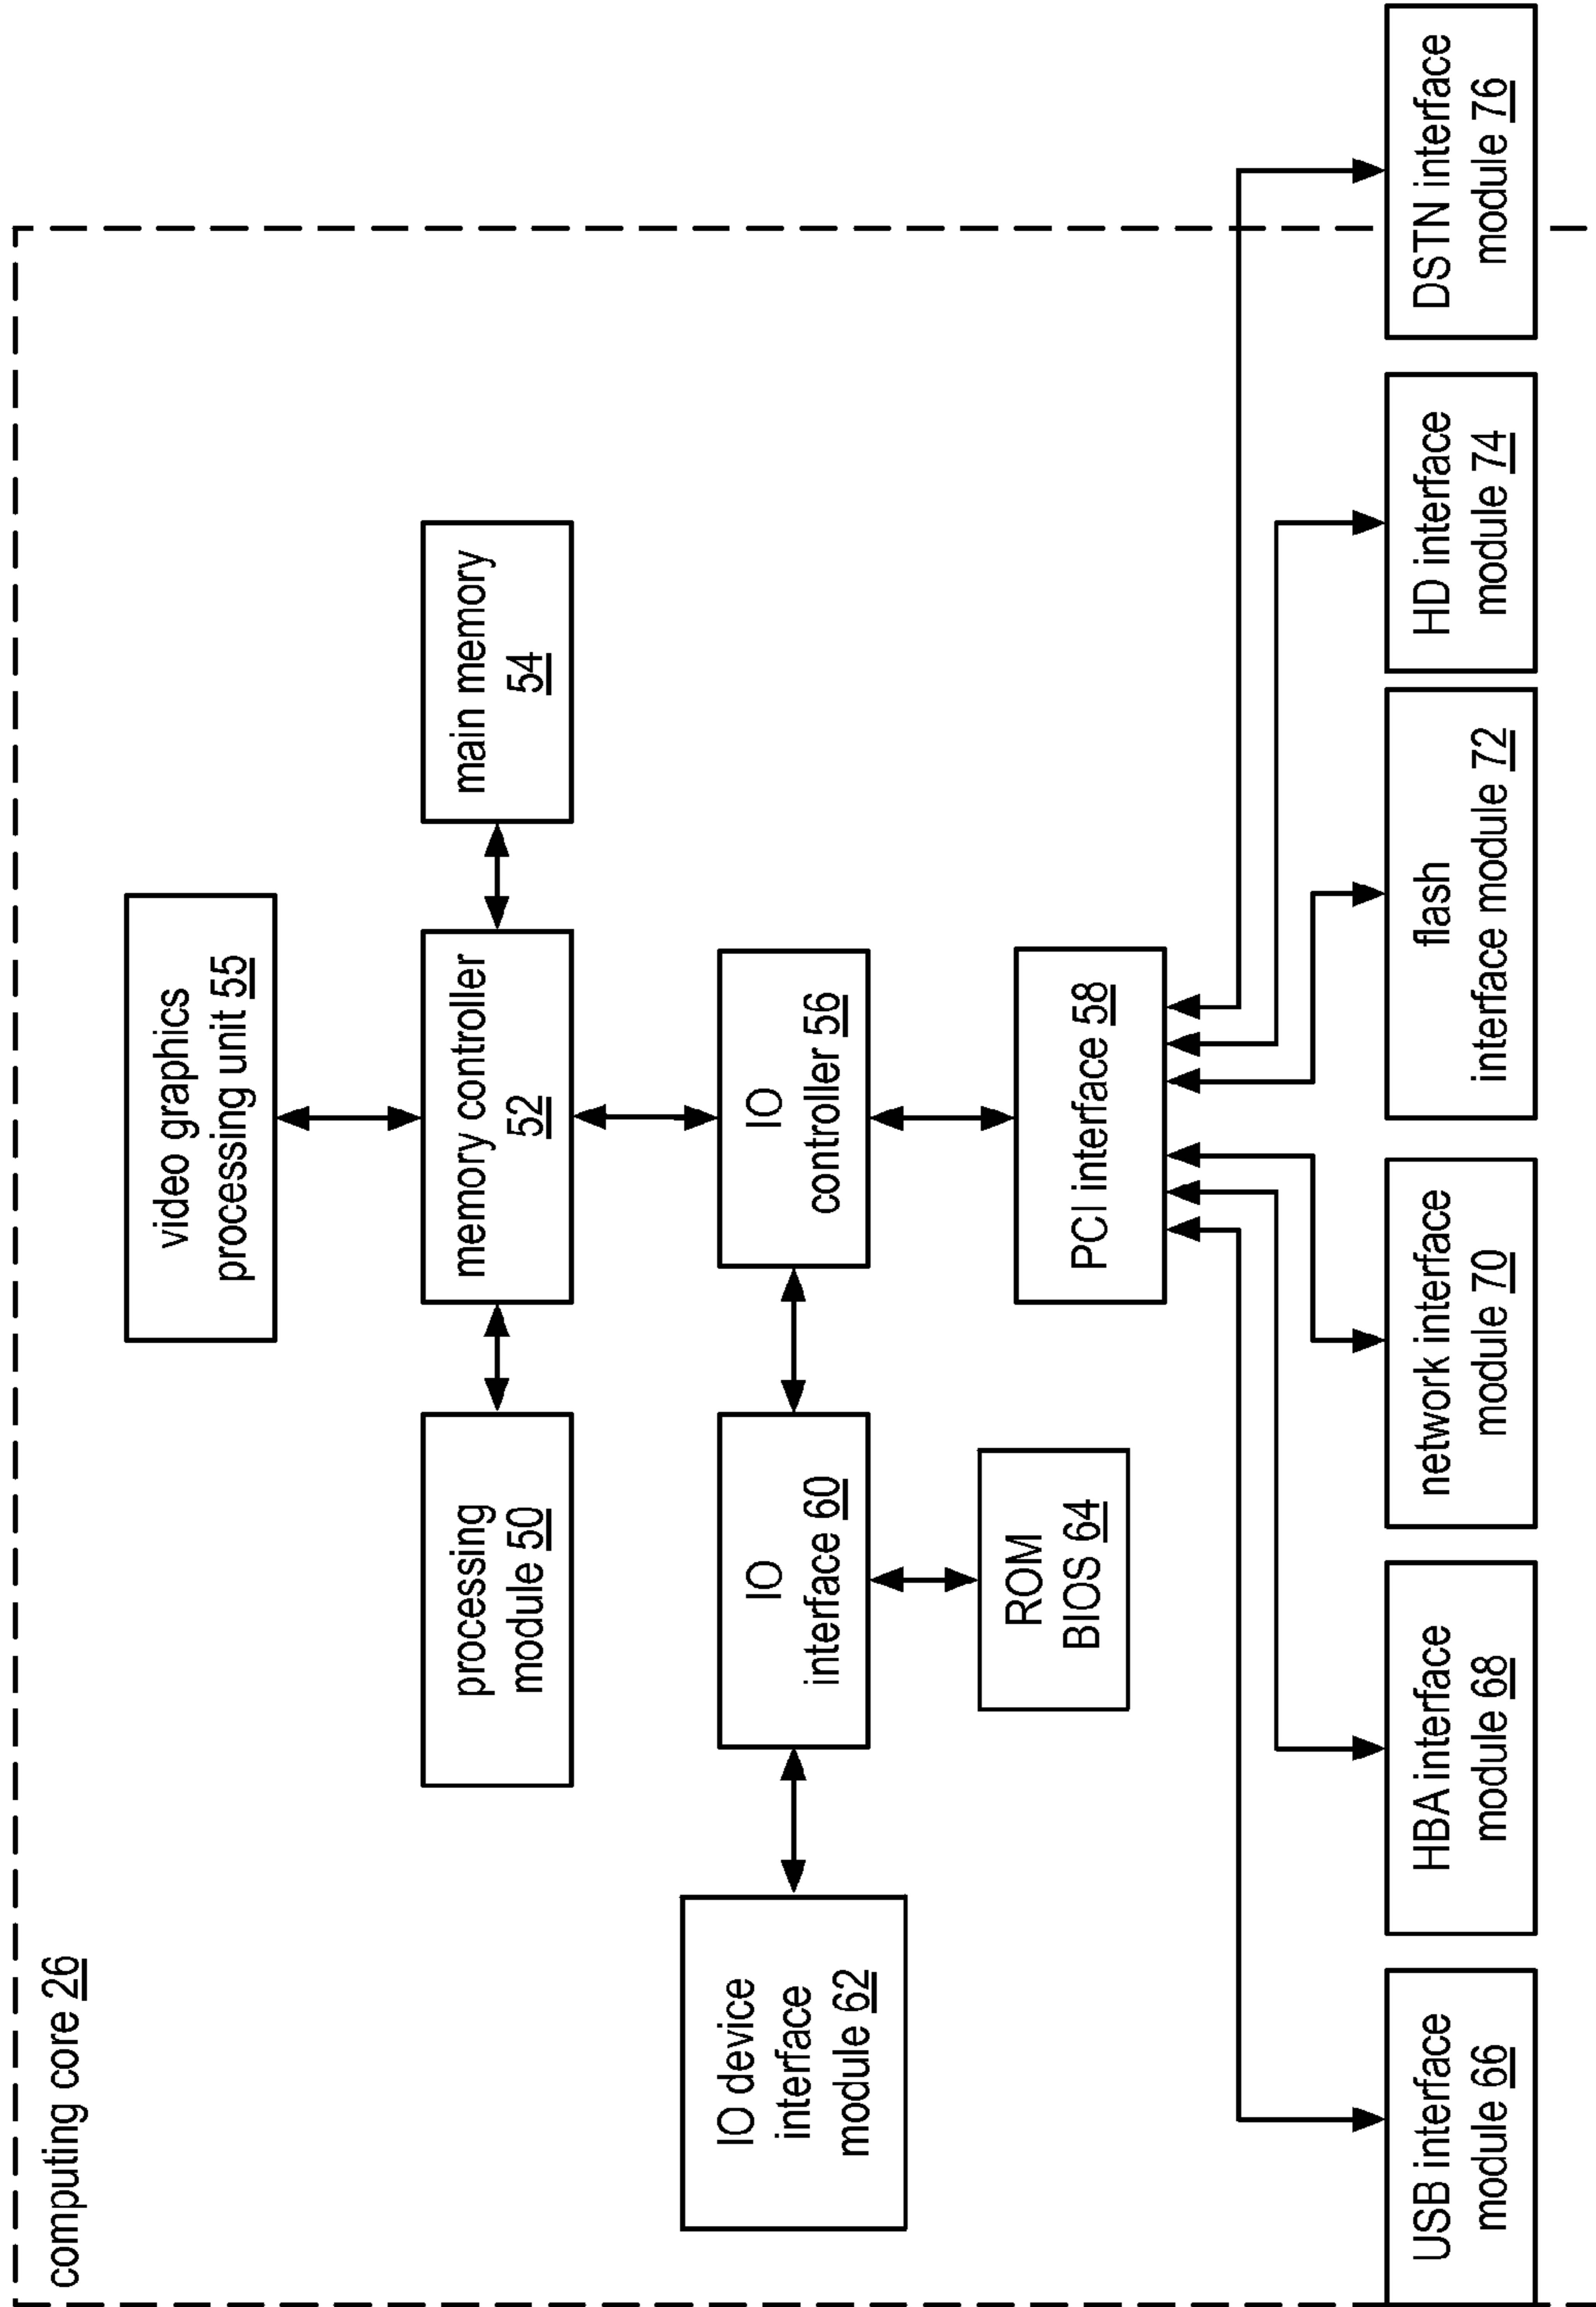 computing core 26
video graphics
processing unit 55
processing
module 50
memory controller
52
main memory
54
IO device
interface
module 62
IO
interface 60
IO
controller 56
ROM
BIOS 64
PCI interface 58
USB interface
module 66
HBA interface
module 68
network interface
module 70
flash
interface module 72
HD interface
module 74
DSTN interface
module 76